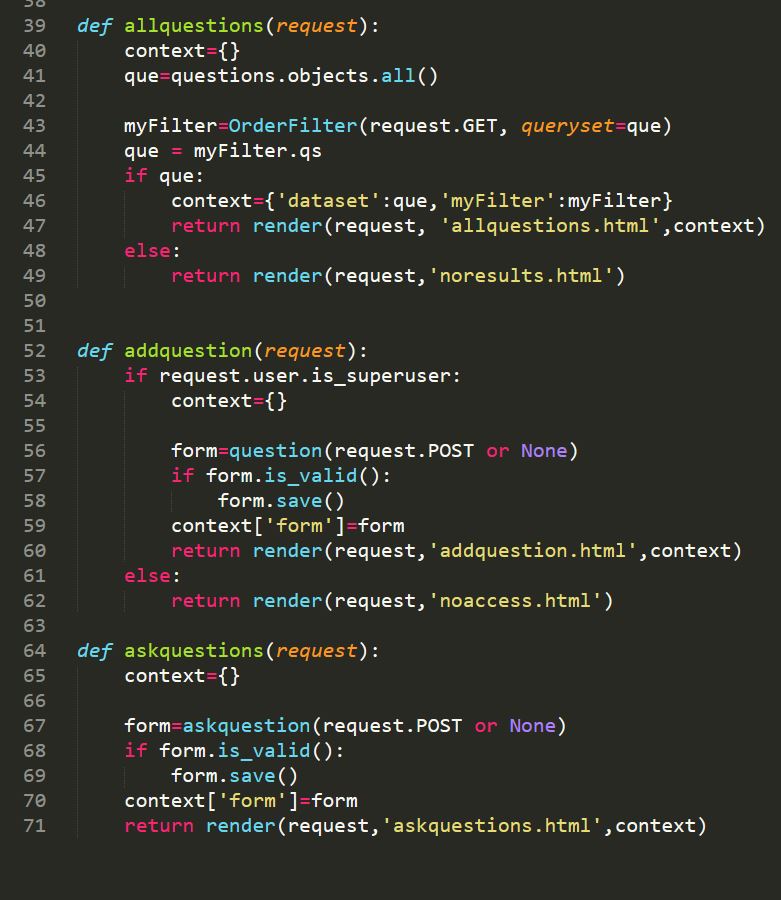 38
39 def allquestions(request):
40     context={}
41     que=questions.objects.all()
42
43     myFilter=OrderFilter(request.GET, queryset=que)
44     que = myFilter.qs
45     if que:
46         context={'dataset':que,'myFilter':myFilter}
47         return render(request, 'allquestions.html',context)
48     else:
49         return render(request,'noresults.html')
50
51
52 def addquestion(request):
53     if request.user.is_superuser:
54         context={}
55
56         form=question(request.POST or None)
57         if form.is_valid():
58             form.save()
59         context['form']=form
60         return render(request,'addquestion.html',context)
61     else:
62         return render(request,'noaccess.html')
63
64 def askquestions(request):
65     context={}
66
67     form=askquestion(request.POST or None)
68     if form.is_valid():
69         form.save()
70     context['form']=form
71     return render(request,'askquestions.html',context)